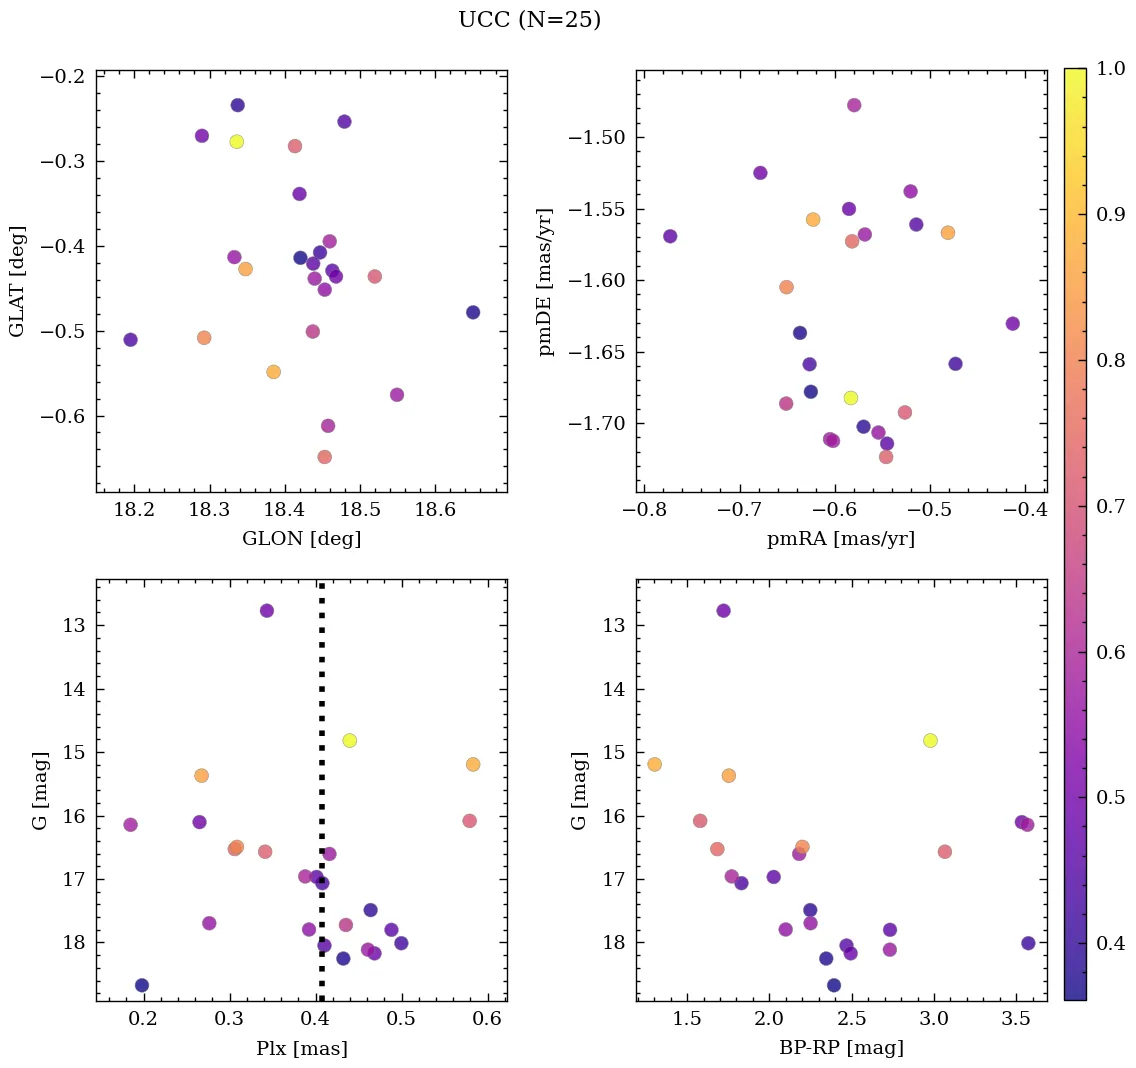 UCC (N=25)
−0.2
−0.3
−0.4
−0.5
−0.6
GLAT [deg]
18.2 18.3 18.4 18.5 18.6
GLON [deg]
−1.50
−1.55
−1.60
−1.65
−1.70
pmDE [mas/yr]
−0.8 −0.7 −0.6 −0.5 −0.4
pmRA [mas/yr]
1.0
0.9
0.8
0.7
0.6
0.5
0.4
13
14
15
16
17
18
G [mag]
0.2 0.3 0.4 0.5 0.6
Plx [mas]
13
14
15
16
17
18
G [mag]
1.5 2.0 2.5 3.0 3.5
BP-RP [mag]